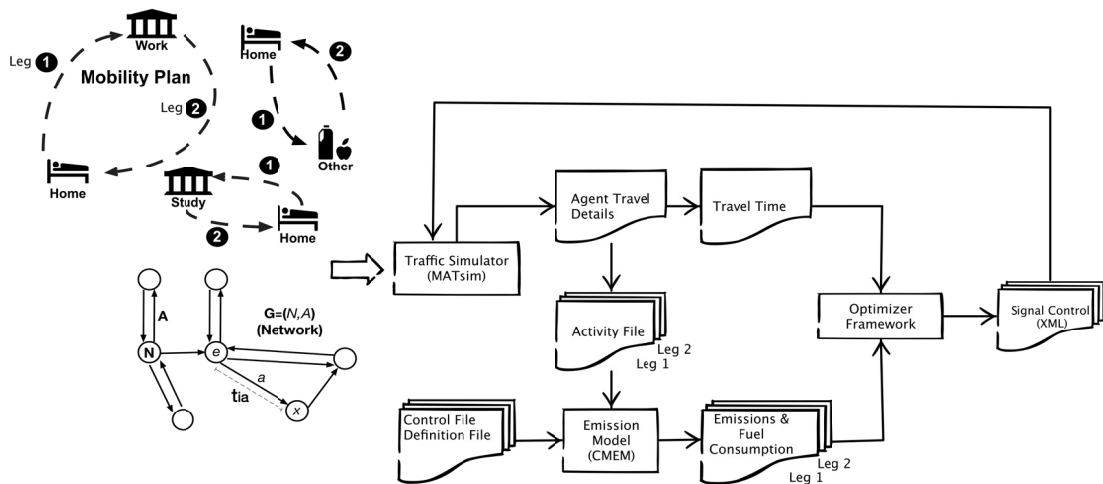 Work
Leg 1
Mobility Plan
Leg 2
Home
Home
2
1
Other
1
Study
2
Home
A
G=(N,A)
(Network)
N
e
a
tia
x
Traffic Simulator
(MATsim)
Agent Travel
Details
Travel Time
Activity File
Leg 2
Leg 1
Optimizer
Framework
Signal Control
(XML)
Control File
Definition File
Emission
Model
(CMEM)
Emissions &
Fuel
Consumption
Leg 2
Leg 1